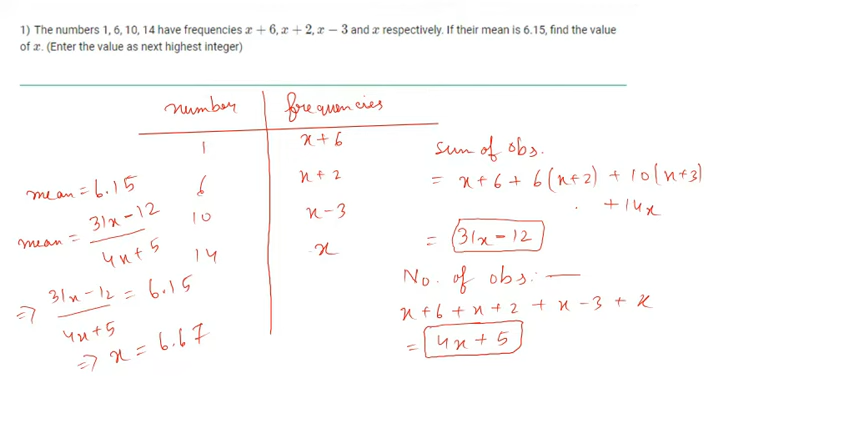 1) The numbers 1, 6, 10, 14 have frequencies x + 6, x + 2, x − 3 and x respectively. If their mean is 6.15, find the value
of x. (Enter the value as next highest integer)
number frequencies
1 x+6
6 x+2
10 x−3
14 x
mean = 6.15
mean = 31x−12 / 4x+5
⇒ 31x−12 / 4x+5 = 6.15
⇒ x = 6.67
Sum of obs.
= x+6 + 6(x+2) + 10(x+3)
+14x
= 31x−12
No. of obs: —
x+6 + x+2 + x−3 + x
= 4x+5